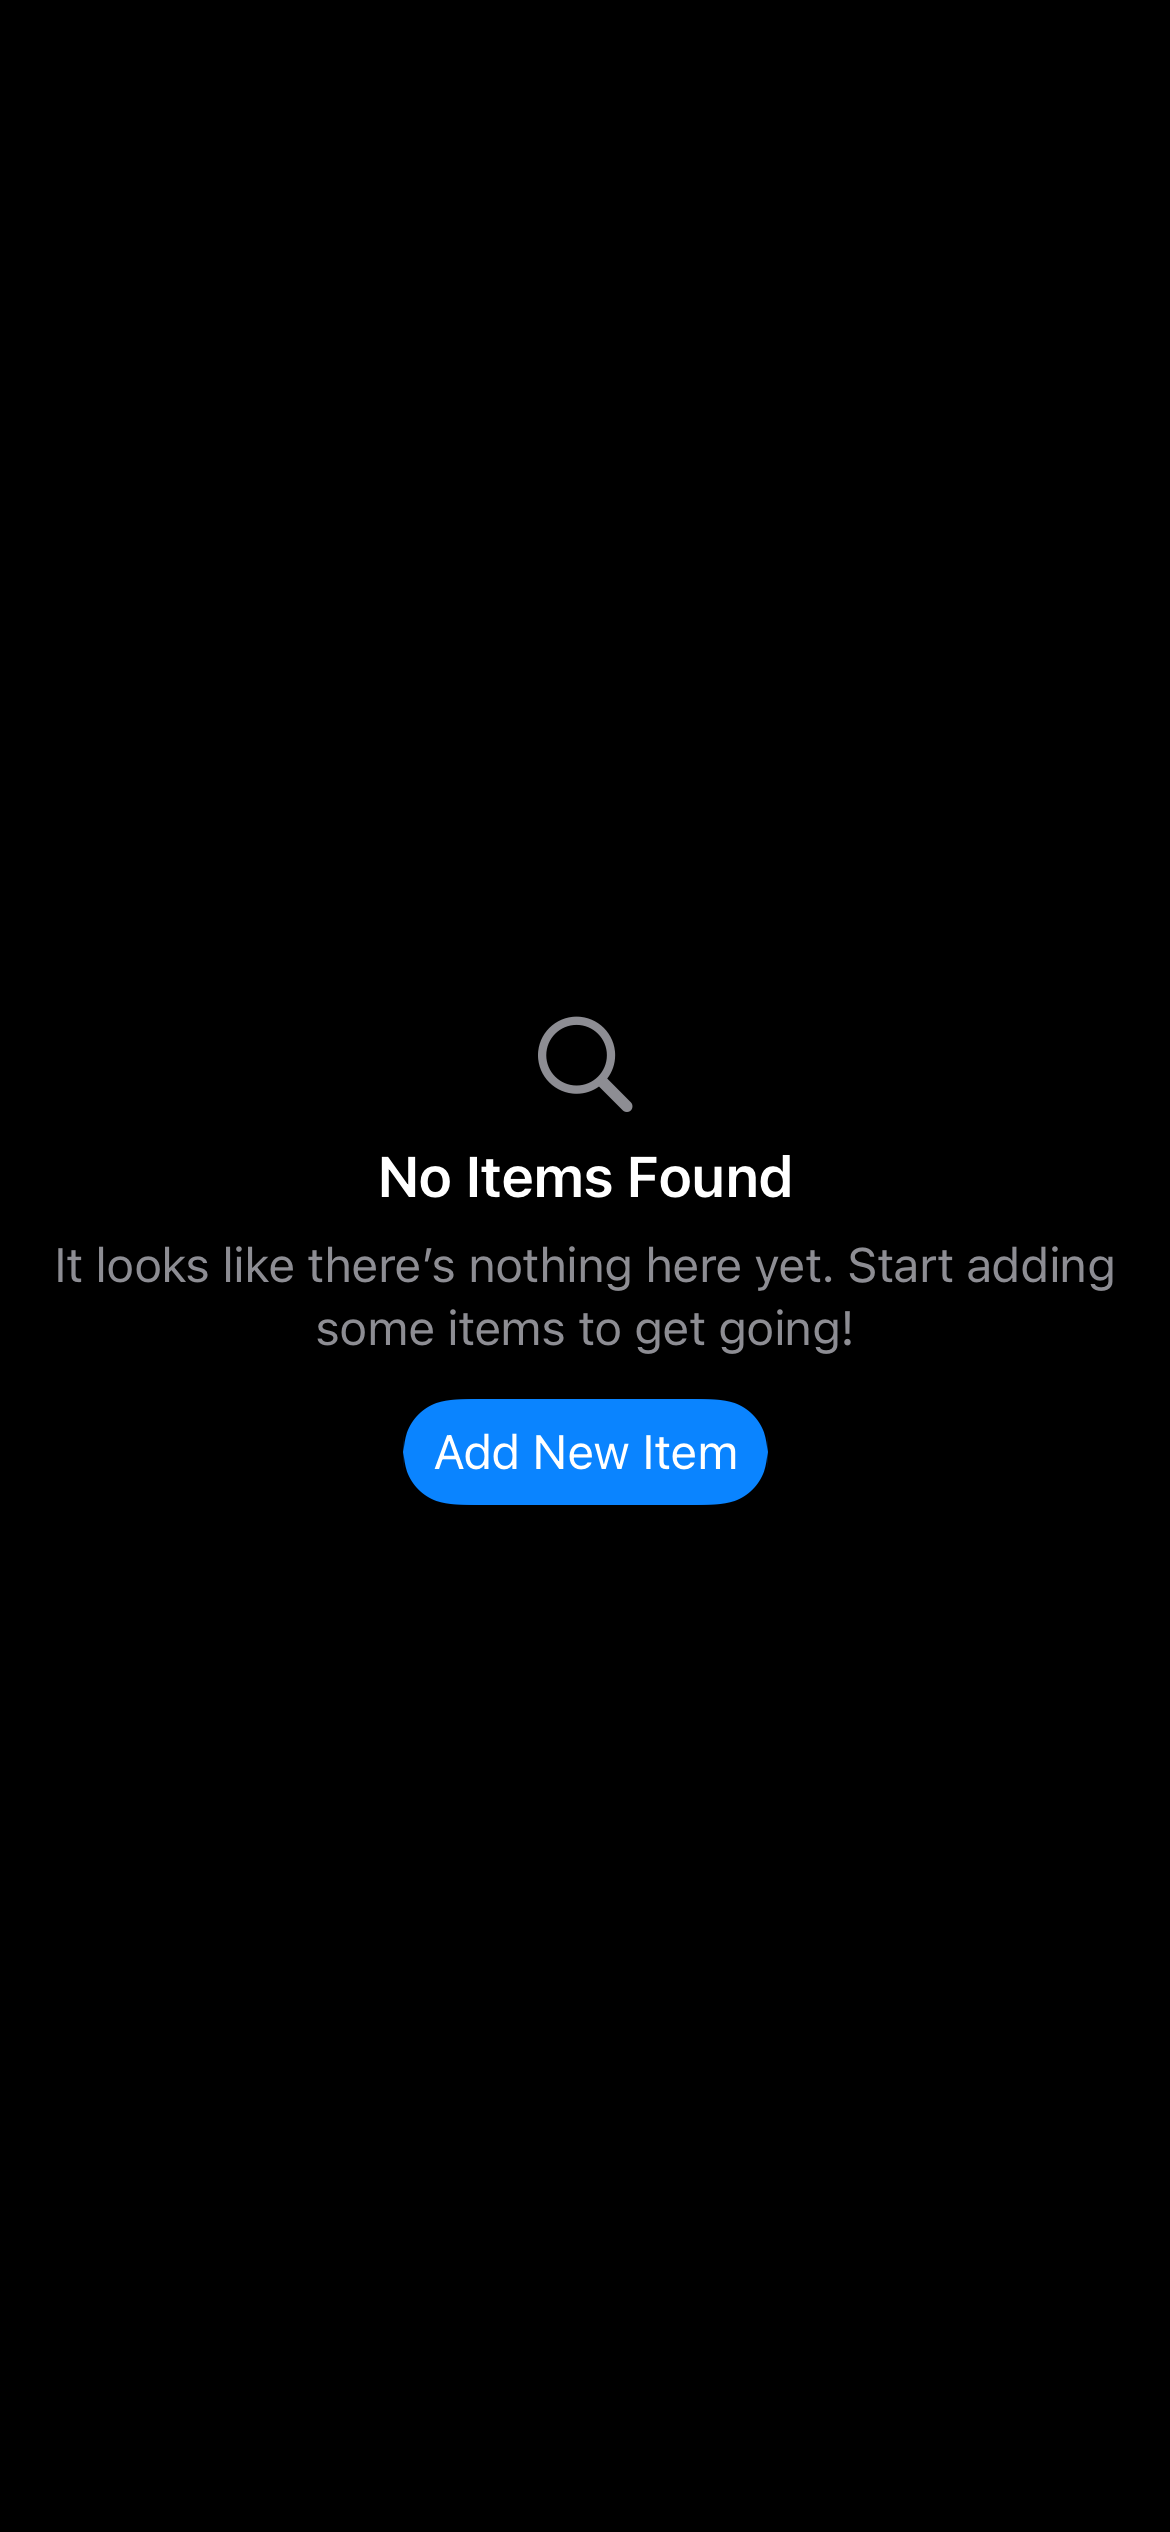 No Items Found
It looks like there’s nothing here yet. Start adding
some items to get going!
Add New Item